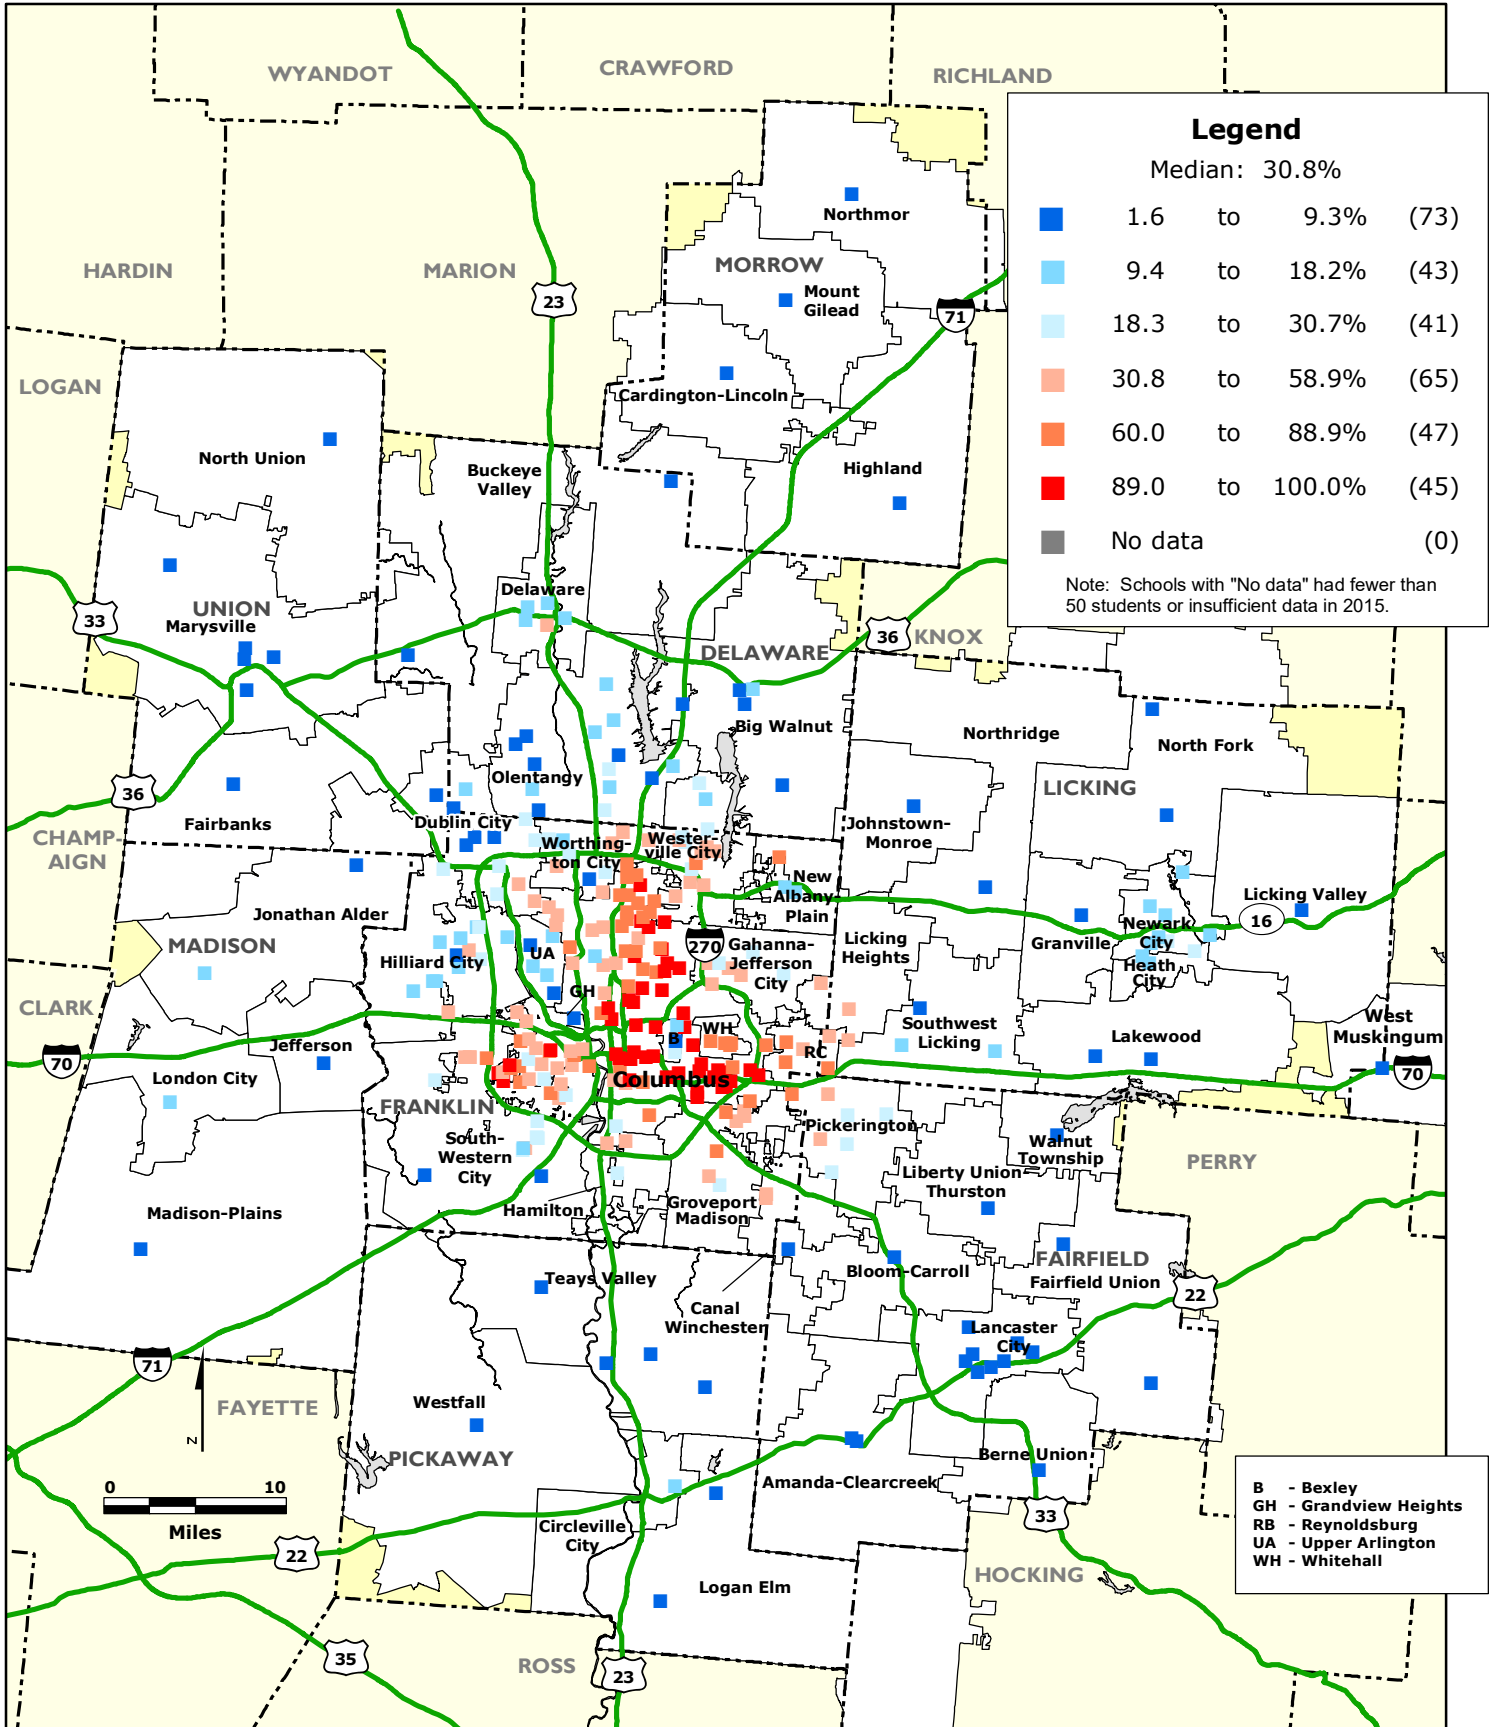 WYANDOT
CRAWFORD
RICHLAND
Legend
Median: 30.8%
1.6 to 9.3% (73)
9.4 to 18.2% (43)
18.3 to 30.7% (41)
30.8 to 58.9% (65)
60.0 to 88.9% (47)
89.0 to 100.0% (45)
No data (0)
Note: Schools with "No data" had fewer than
50 students or insufficient data in 2015.
Northmor
HARDIN
MARION
MORROW
Mount
Gilead
23
71
LOGAN
Cardington-Lincoln
North Union
Buckeye
Valley
Highland
Delaware
UNION
Marysville
33
36
KNOX
DELAWARE
Big Walnut
Northridge
North Fork
Olentangy
LICKING
36
Fairbanks
Dublin City
Johnstown-
Monroe
CHAMP-
AIGN
Worthing-
ton City
Wester-
ville City
New
Albany
Plain
Licking Valley
Jonathan Alder
16
Newark
City
MADISON
Granville
270
Gahanna-
Jefferson
City
Licking
Heights
UA
Hilliard City
Heath
City
GH
CLARK
WH
B
RC
Southwest
Licking
Lakewood
West
Muskingum
Jefferson
70
70
London City
Columbus
FRANKLIN
Pickerington
South-
Western
City
Walnut
Township
PERRY
Liberty Union-
Thurston
Madison-Plains
Hamilton
Groveport
Madison
FAIRFIELD
Bloom-Carroll
Fairfield Union
Teays Valley
22
Canal
Winchester
Lancaster
City
71
FAYETTE
Westfall
N
PICKAWAY
Berne Union
Amanda-Clearcreek
0 10
Miles
B - Bexley
GH - Grandview Heights
RB - Reynoldsburg
UA - Upper Arlington
WH - Whitehall
33
Circleville
City
22
HOCKING
Logan Elm
35
ROSS
23